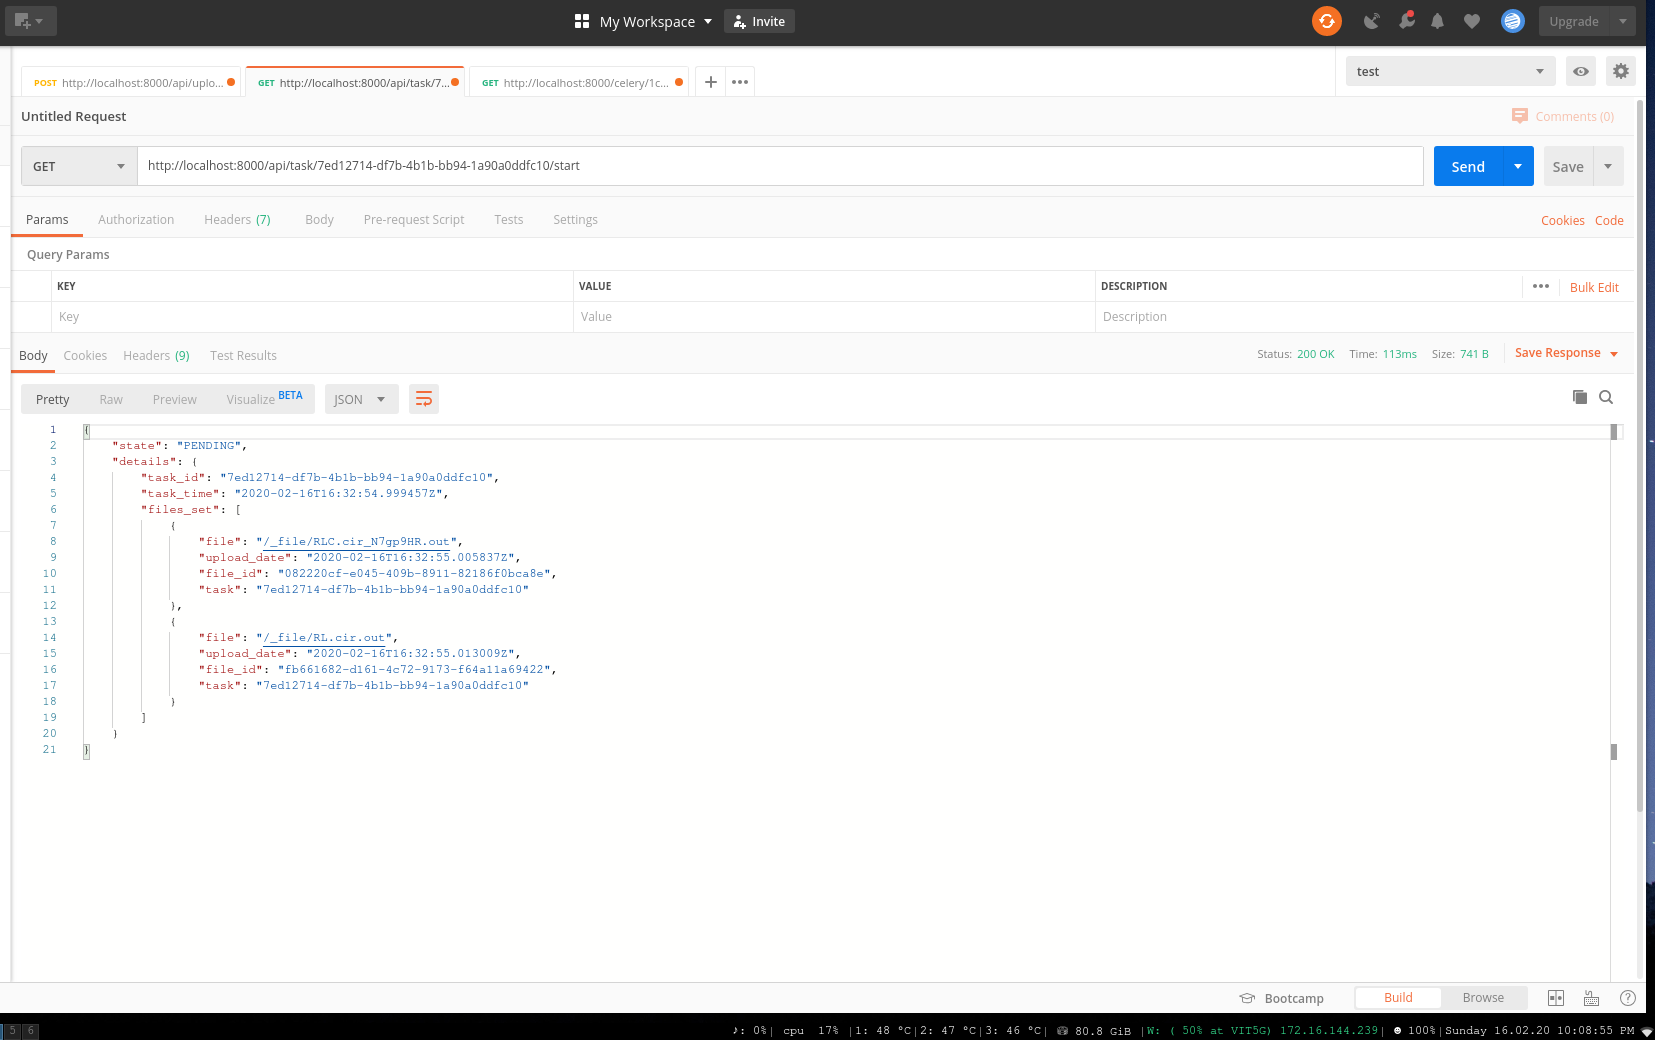 My Workspace Invite Upgrade
POST http://localhost:8000/api/uplo... GET http://localhost:8000/api/task/7... GET http://localhost:8000/celery/1c... test
Untitled Request Comments (0)
GET http://localhost:8000/api/task/7ed12714-df7b-4b1b-bb94-1a90a0ddfc10/start Send Save
Params Authorization Headers (7) Body Pre-request Script Tests Settings Cookies Code
Query Params
KEY VALUE DESCRIPTION Bulk Edit
Key Value Description
Body Cookies Headers (9) Test Results Status: 200 OK Time: 113ms Size: 741 B Save Response
Pretty Raw Preview Visualize BETA JSON
1 {
2 "state": "PENDING",
3 "details": {
4 "task_id": "7ed12714-df7b-4b1b-bb94-1a90a0ddfc10",
5 "task_time": "2020-02-16T16:32:54.999457Z",
6 "files_set": [
7 {
8 "file": "/_file/RLC.cir_N7gp9HR.out",
9 "upload_date": "2020-02-16T16:32:55.005837Z",
10 "file_id": "082220cf-e045-409b-8911-82186f0bca8e",
11 "task": "7ed12714-df7b-4b1b-bb94-1a90a0ddfc10"
12 },
13 {
14 "file": "/_file/RL.cir.out",
15 "upload_date": "2020-02-16T16:32:55.013009Z",
16 "file_id": "fb661682-d161-4c72-9173-f64a11a69422",
17 "task": "7ed12714-df7b-4b1b-bb94-1a90a0ddfc10"
18 }
19 ]
20 }
21 }
Bootcamp Build Browse
5 6 ♪: 0%| cpu 17% |1: 48 °C|2: 47 °C|3: 46 °C| 80.8 GiB |W: ( 50% at VIT5G) 172.16.144.239| 100%|Sunday 16.02.20 10:08:55 PM